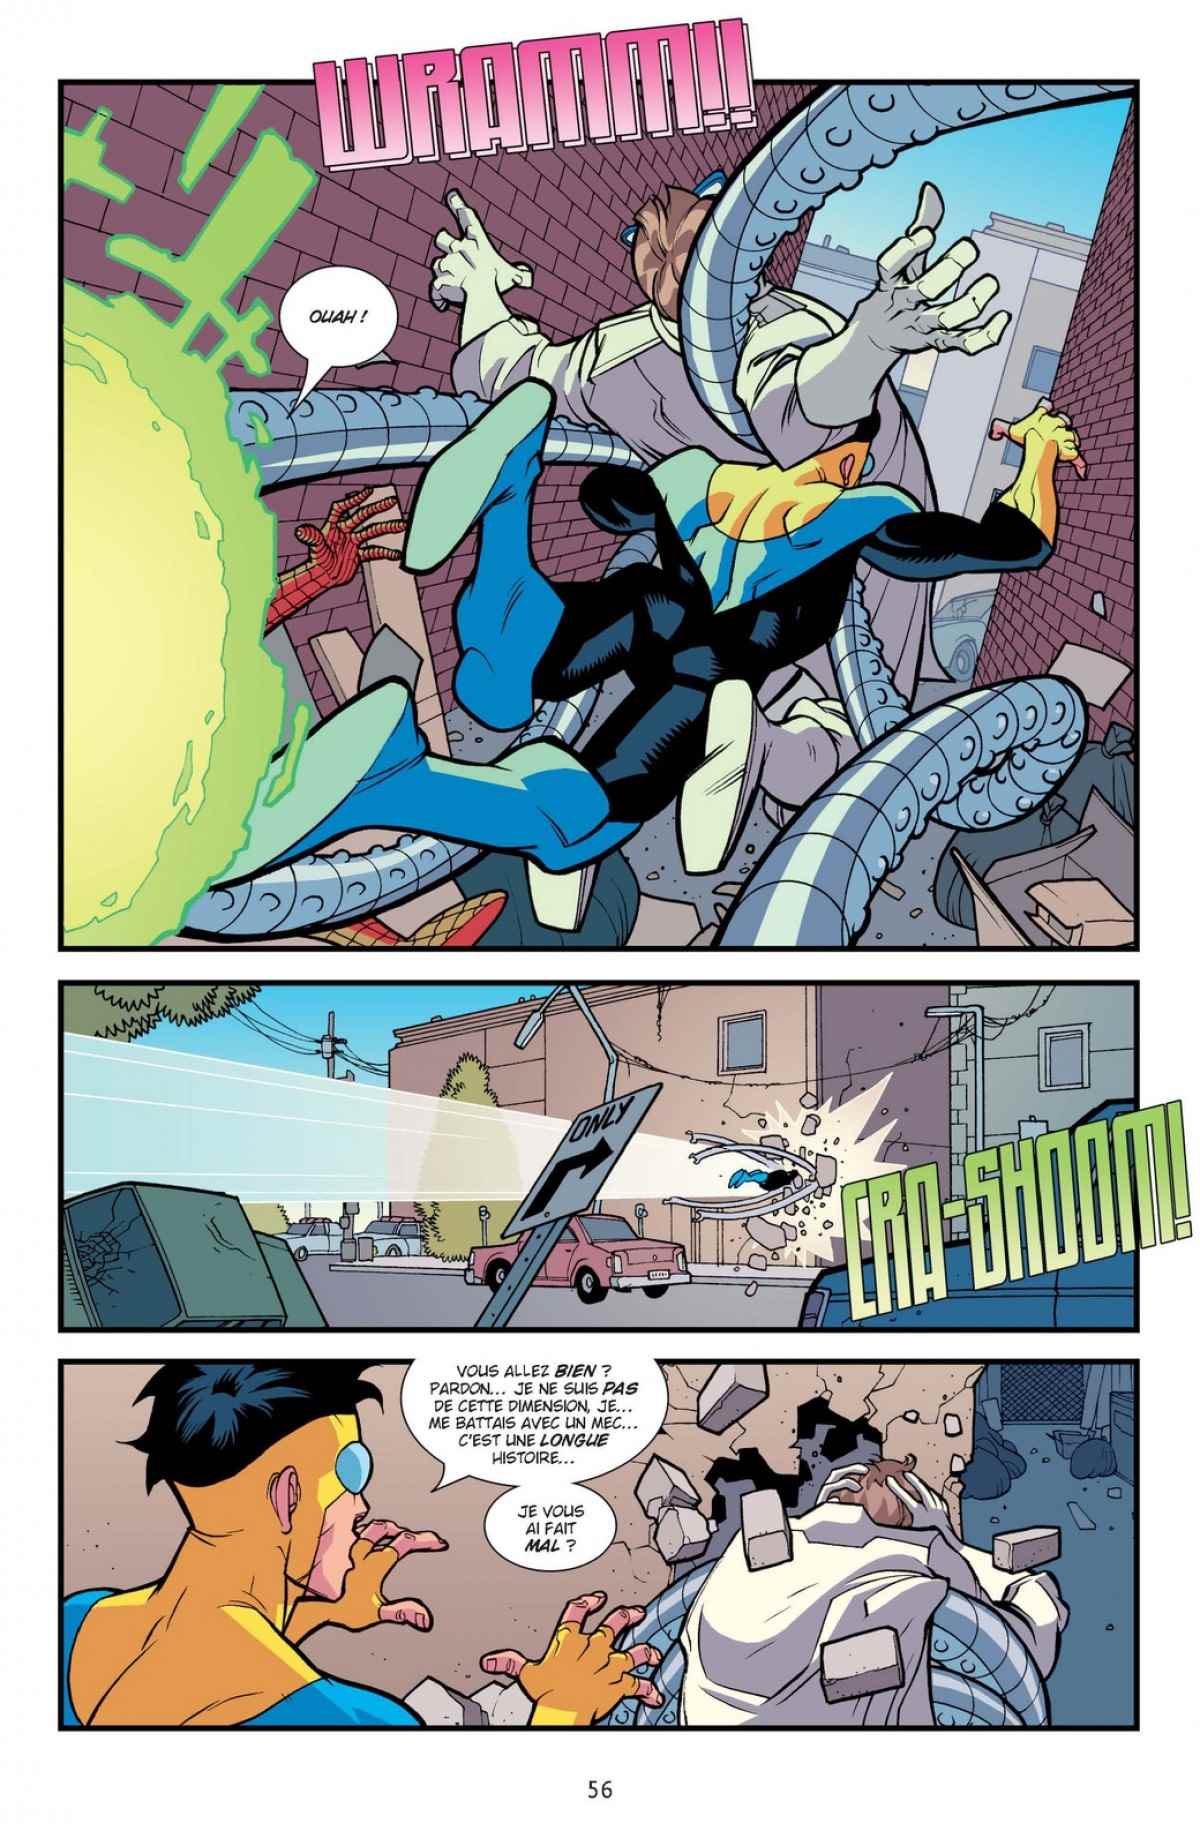 WRAMM!!
OUAH !
ONLY
CRA-SHOOM!
VOUS ALLEZ BIEN ?
PARDON... JE NE SUIS PAS
DE CETTE DIMENSION, JE...
ME BATTAIS AVEC UN MEC...
C'EST UNE LONGUE
HISTOIRE...
JE VOUS
AI FAIT
MAL ?
56